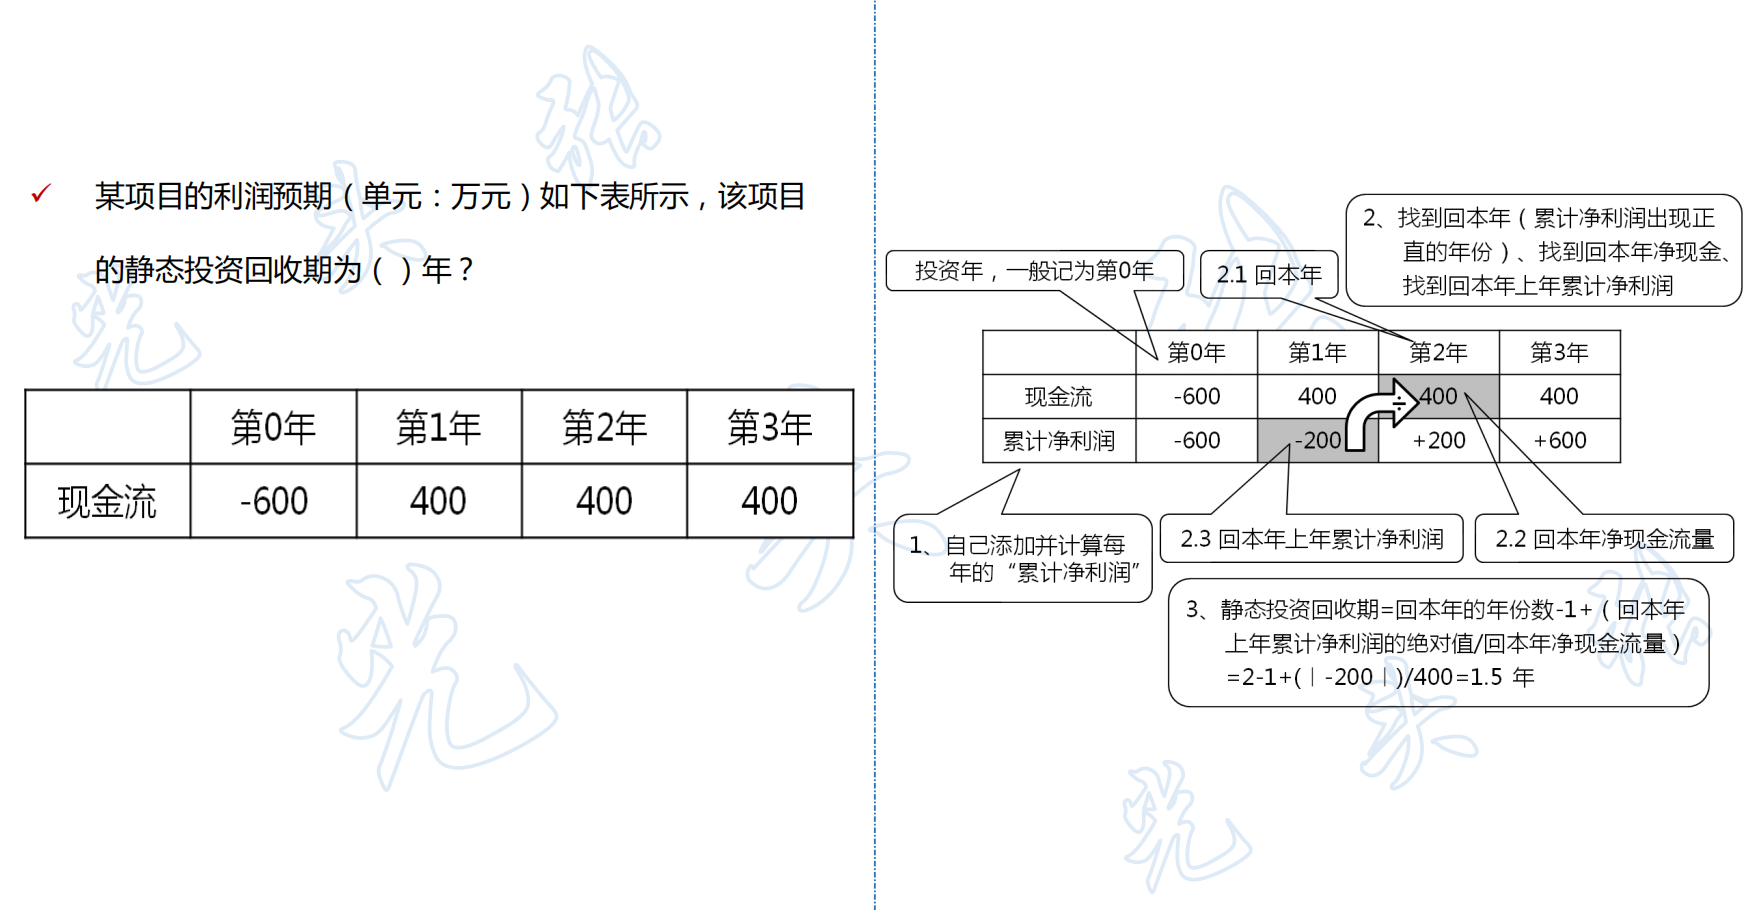 某项目的利润预期（单元：万元）如下表所示，该项目
的静态投资回收期为（ ）年？
第0年 第1年 第2年 第3年
现金流 -600 400 400 400
投资年，一般记为第0年
2.1 回本年
2、找到回本年（累计净利润出现正
直的年份）、找到回本年净现金、
找到回本年上年累计净利润
第0年 第1年 第2年 第3年
现金流 -600 400 400 400
累计净利润 -600 -200 +200 +600
1、自己添加并计算每
年的“累计净利润”
2.3 回本年上年累计净利润
2.2 回本年净现金流量
3、静态投资回收期=回本年的年份数-1+（回本年
上年累计净利润的绝对值/回本年净现金流量）
=2-1+(｜-200｜)/400=1.5 年